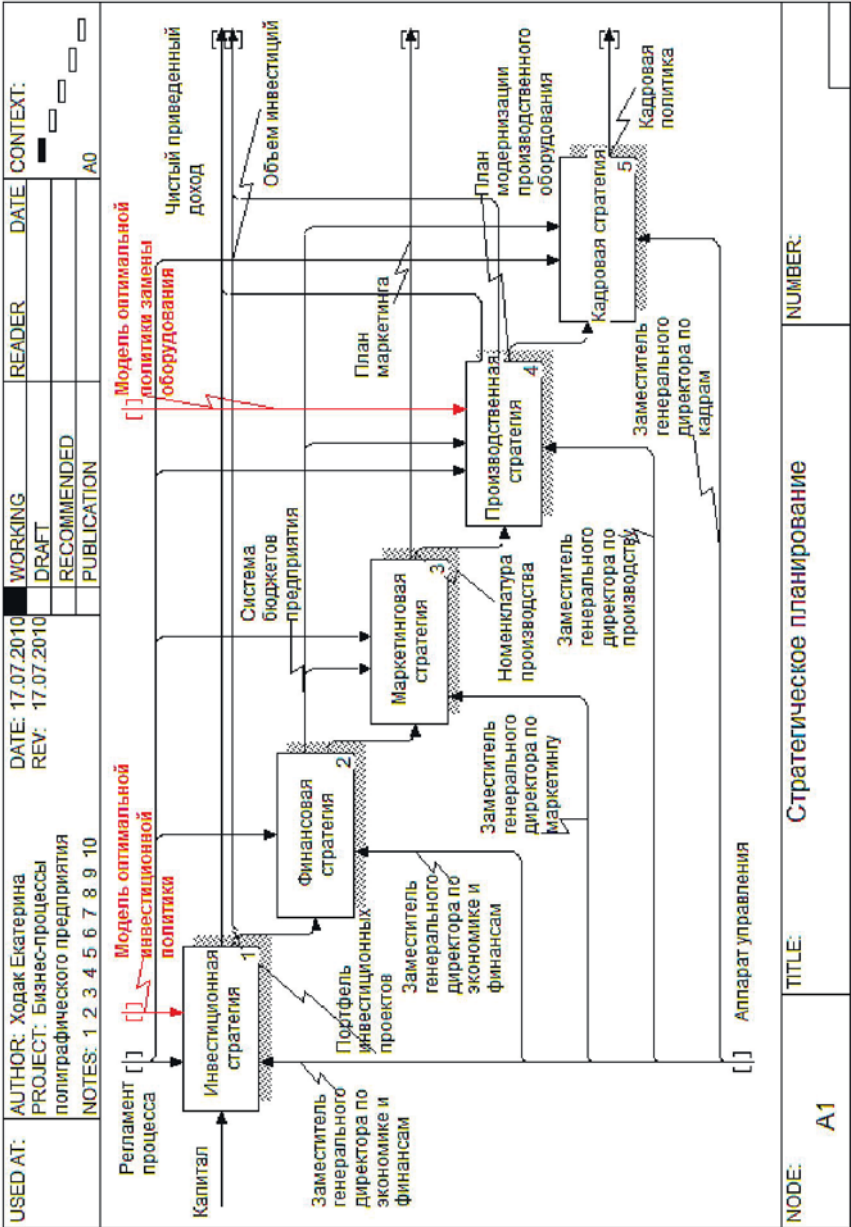 USED AT:
AUTHOR: Ходак Екатерина
PROJECT: Бизнес-процессы
полиграфического предприятия
NOTES: 1 2 3 4 5 6 7 8 9 10
DATE: 17.07.2010
REV: 17.07.2010
WORKING
DRAFT
RECOMMENDED
PUBLICATION
READER
DATE
CONTEXT:
A0
Регламент
процесса
Модель оптимальной
инвестиционной
политики
Модель оптимальной
политики замены
оборудования
Чистый приведенный
доход
Объем инвестиций
Капитал
Инвестиционная
стратегия
1
Система
бюджетов
предприятия
План
маркетинга
Финансовая
стратегия
2
Портфель
инвестиционных
проектов
Маркетинговая
стратегия
3
Производственная
стратегия
4
План
модернизации
производственного
оборудования
Номенклатура
производства
Кадровая стратегия
5
Кадровая
политика
Заместитель
генерального
директора по
экономике и
финансам
Заместитель
генерального
директора по
экономике и
финансам
Заместитель
генерального
директора по
маркетингу
Заместитель
генерального
директора по
производству
Заместитель
генерального
директора по
кадрам
Аппарат управления
NODE:
A1
TITLE:
Стратегическое планирование
NUMBER: